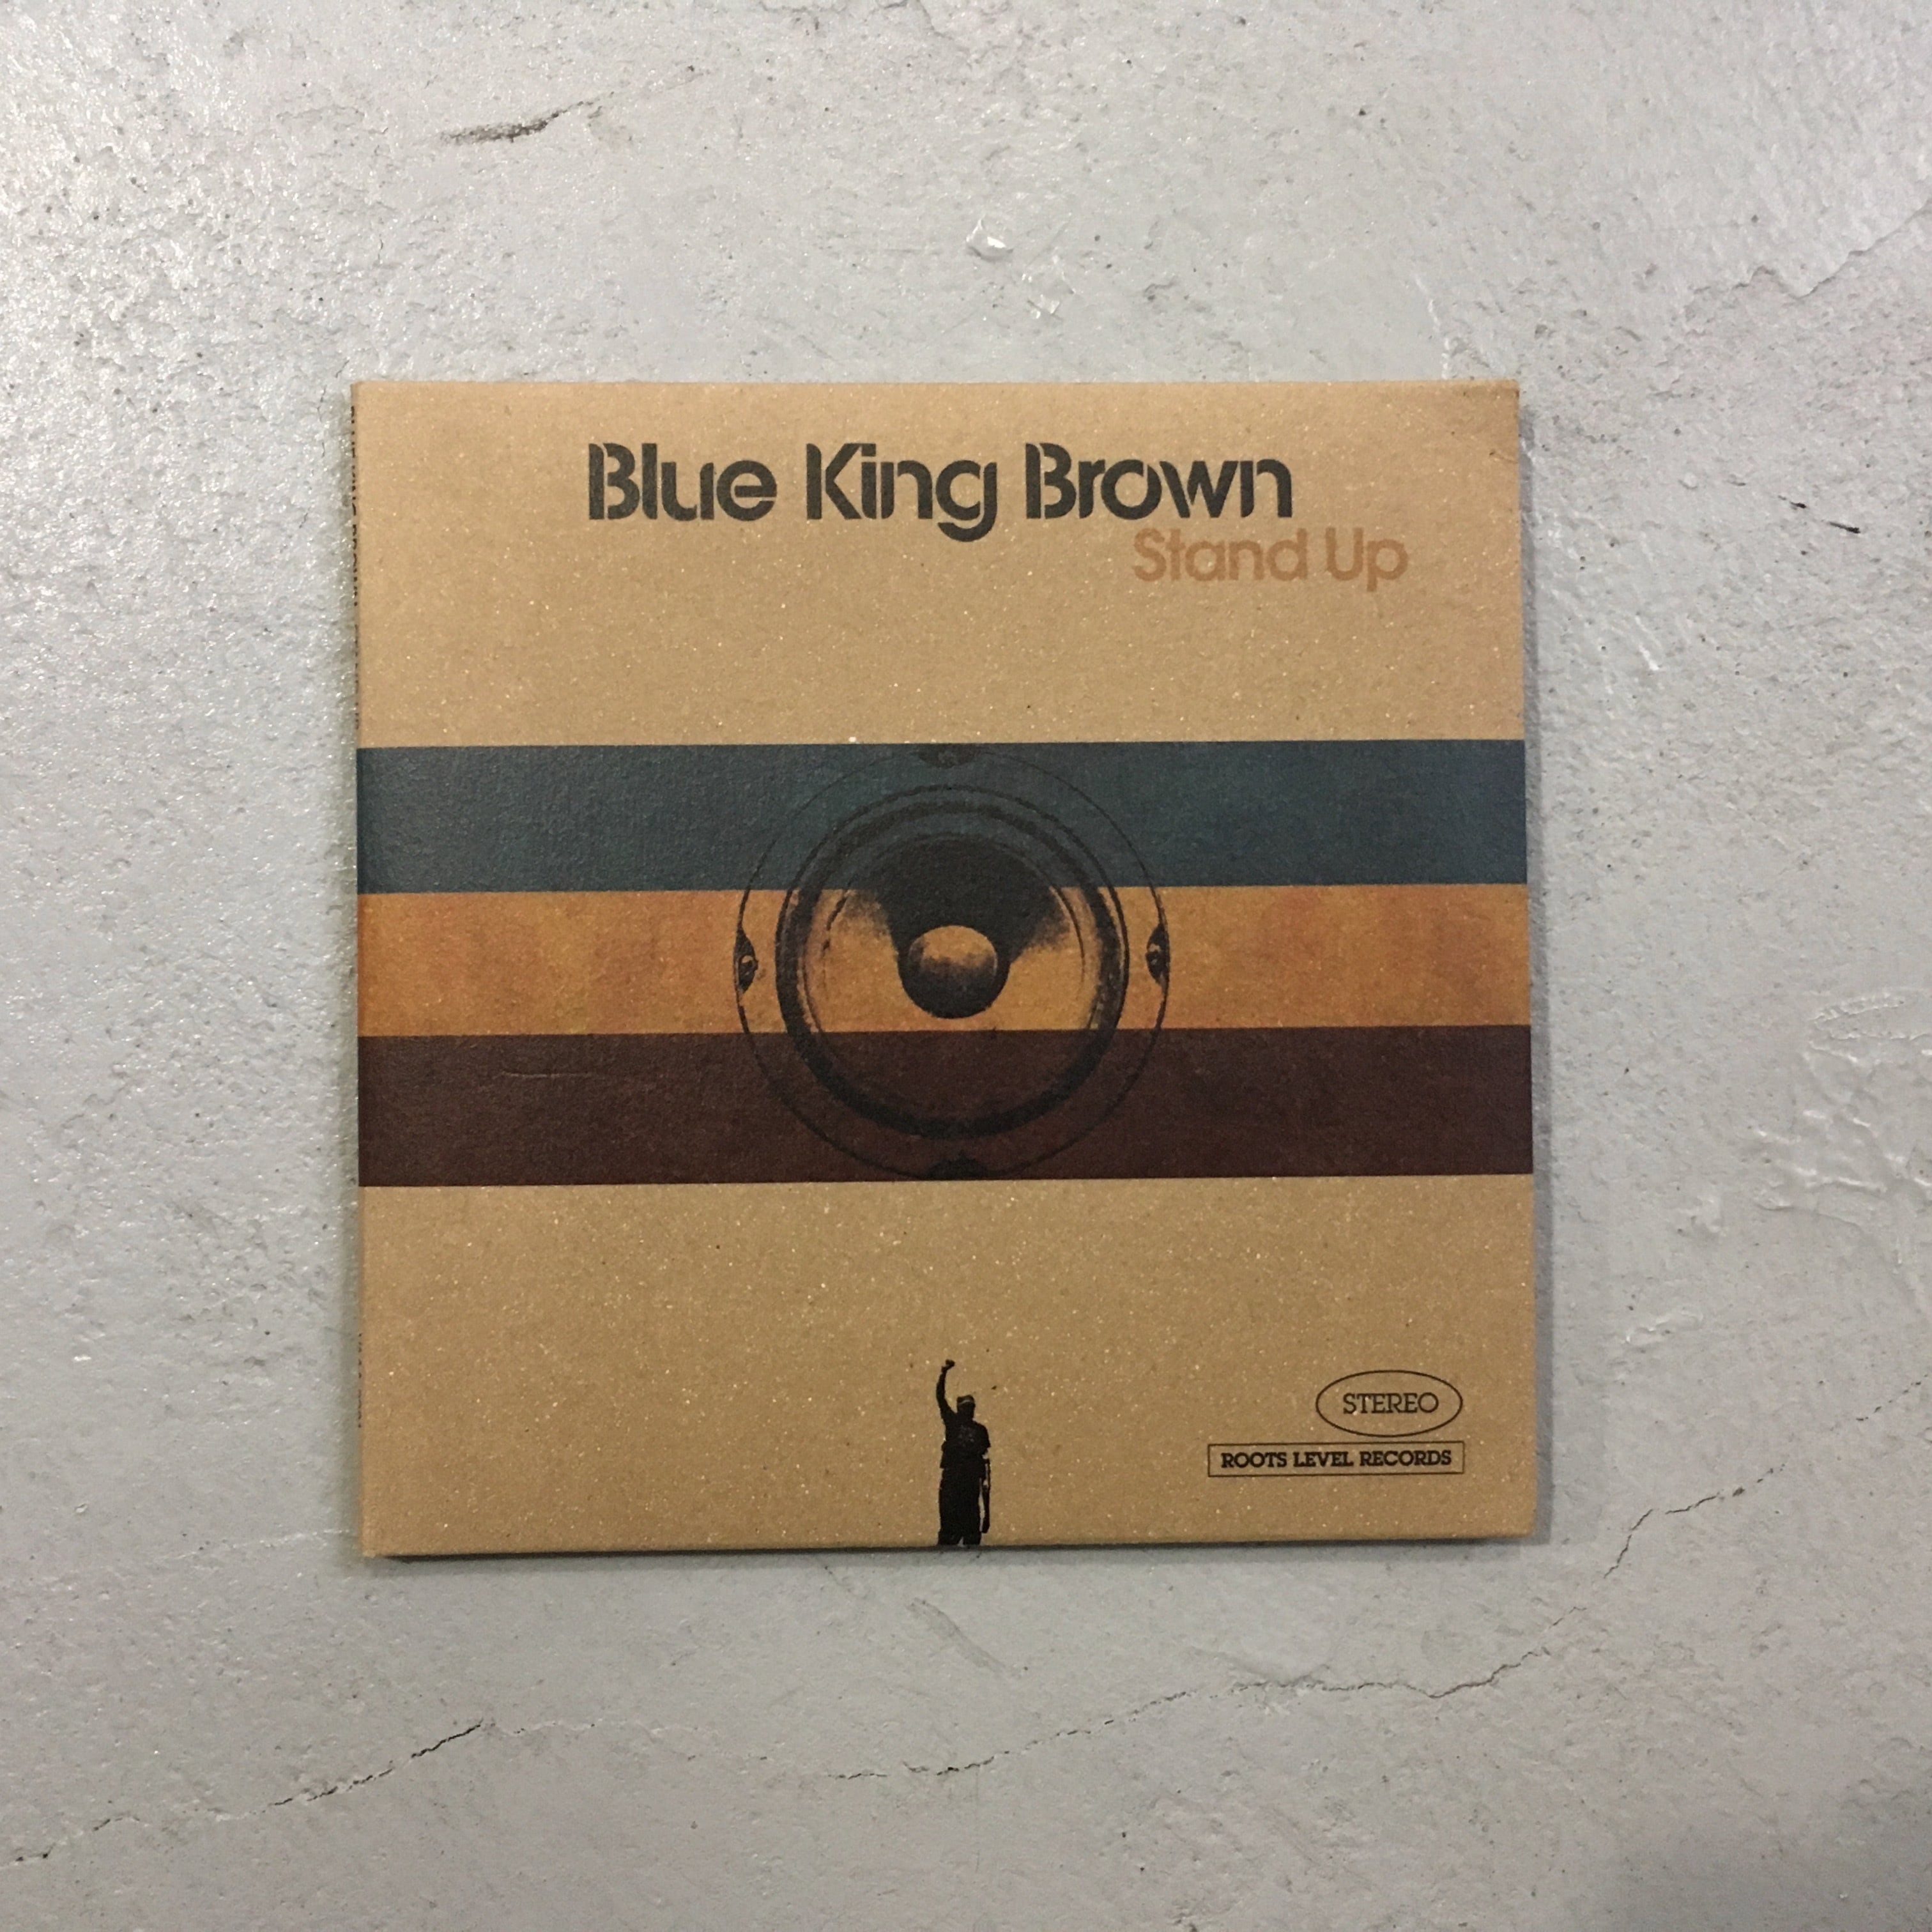 Blue King Brown
Stand Up
STEREO
ROOTS LEVEL RECORDS